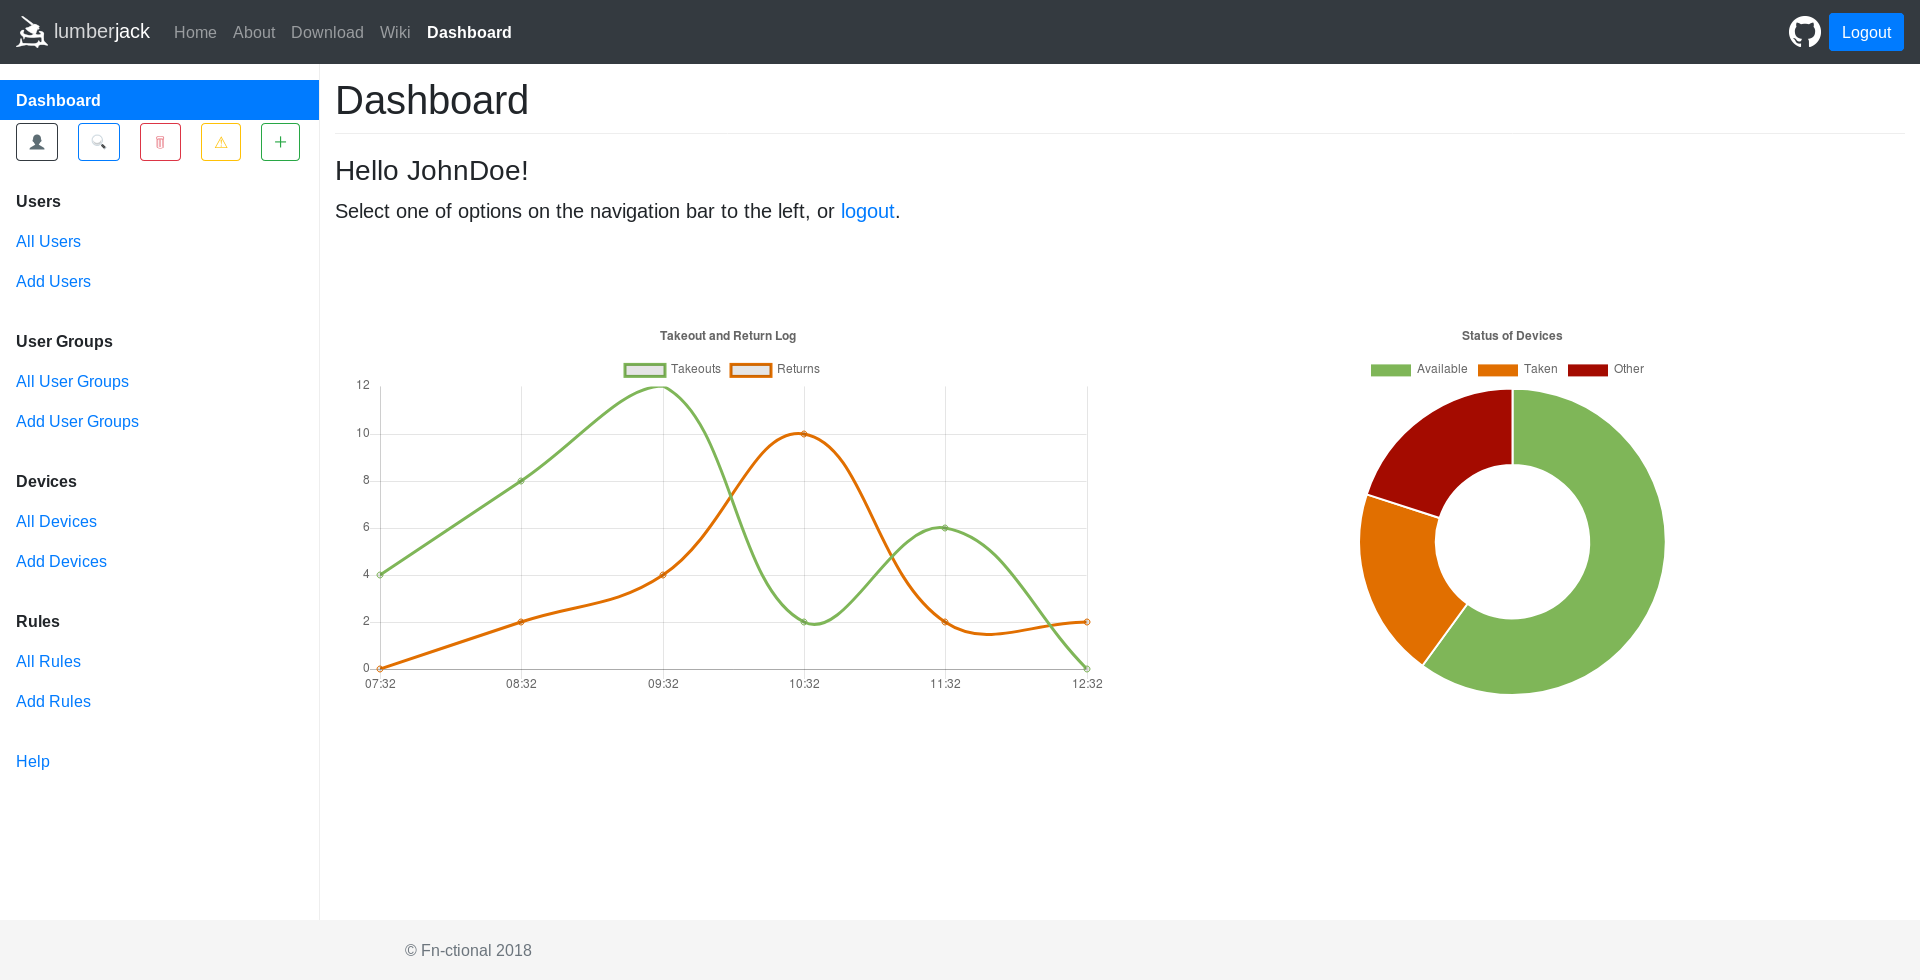 lumberjack Home About Download Wiki Dashboard Logout
Dashboard
Users
All Users
Add Users
User Groups
All User Groups
Add User Groups
Devices
All Devices
Add Devices
Rules
All Rules
Add Rules
Help
Dashboard
Hello JohnDoe!
Select one of options on the navigation bar to the left, or logout.
Takeout and Return Log
Takeouts Returns
12
10
8
6
4
2
0
07:32 08:32 09:32 10:32 11:32 12:32
Status of Devices
Available Taken Other
© Fn-ctional 2018